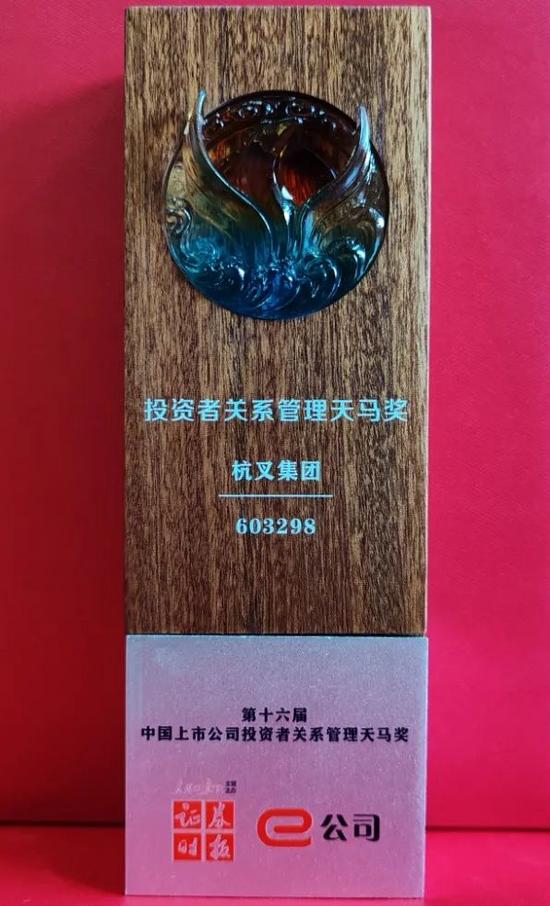 投资者关系管理天马奖
杭叉集团
603298
第十六届
中国上市公司投资者关系管理天马奖
证券
时报
e公司